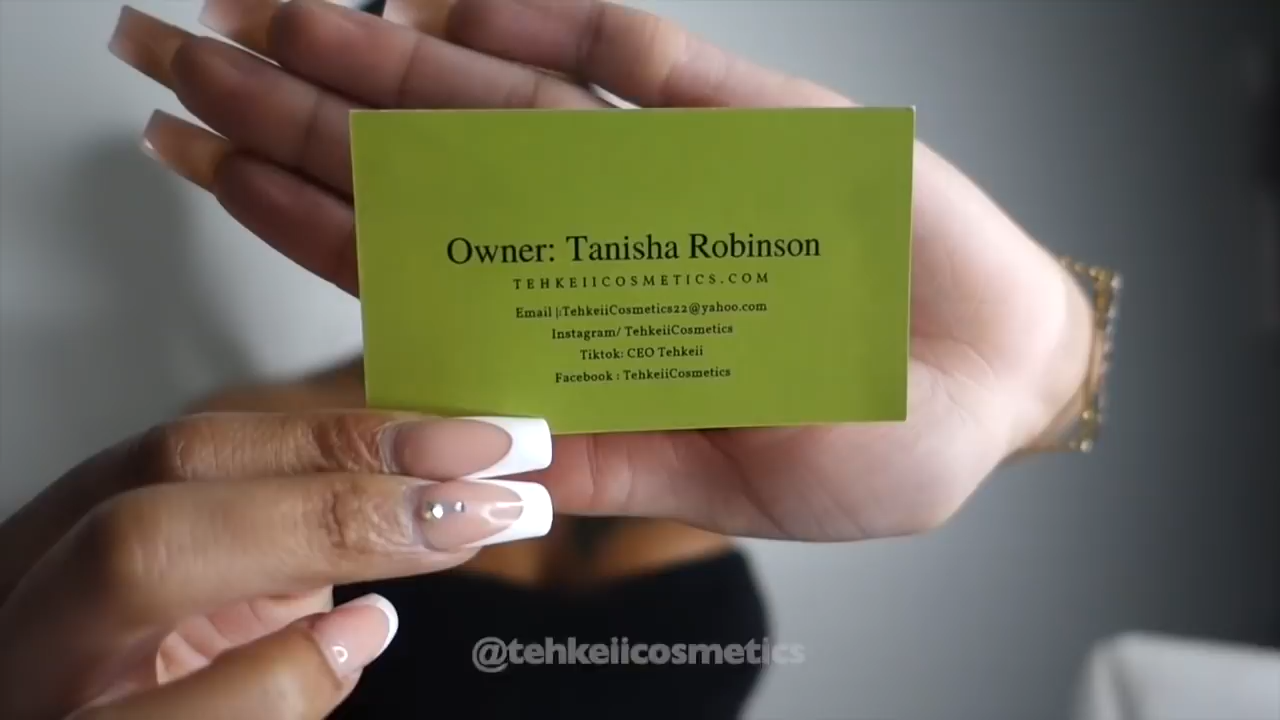 Owner: Tanisha Robinson
TEHKEIICOSMETICS.COM
Email |:TehkeiiCosmetics22@yahoo.com
Instagram/ TehkeiiCosmetics
Tiktok: CEO Tehkeii
Facebook : TehkeiiCosmetics
@tehkeiicosmetics